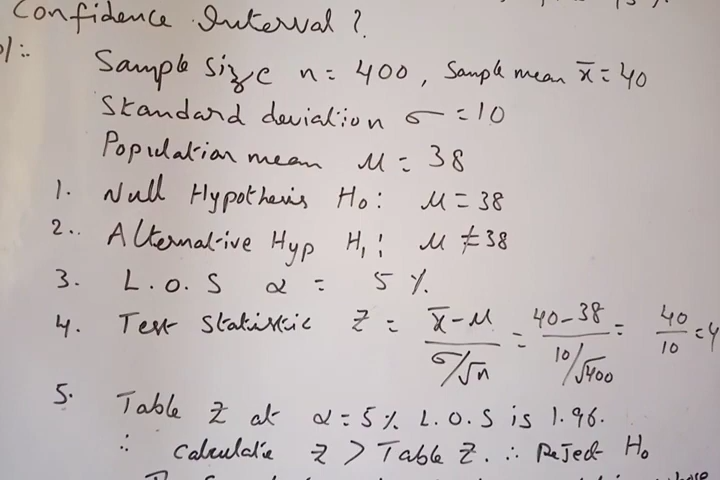 Confidence Interval?
Sample Size n = 400, Sample mean x̄ = 40
Standard deviation σ = 10
Population mean μ = 38
1. Null Hypothesis H₀: μ = 38
2.. Alternative Hyp H₁: μ ≠ 38
3. L.O.S α = 5 %.
4. Test Statistic Z = (x̄ - μ) / (σ/√n) = (40 - 38) / (10/√400) = 40/10 = 4
5. Table Z at α = 5% L.O.S is 1.96.
∴ Calculate Z > Table Z. ∴ Reject H₀